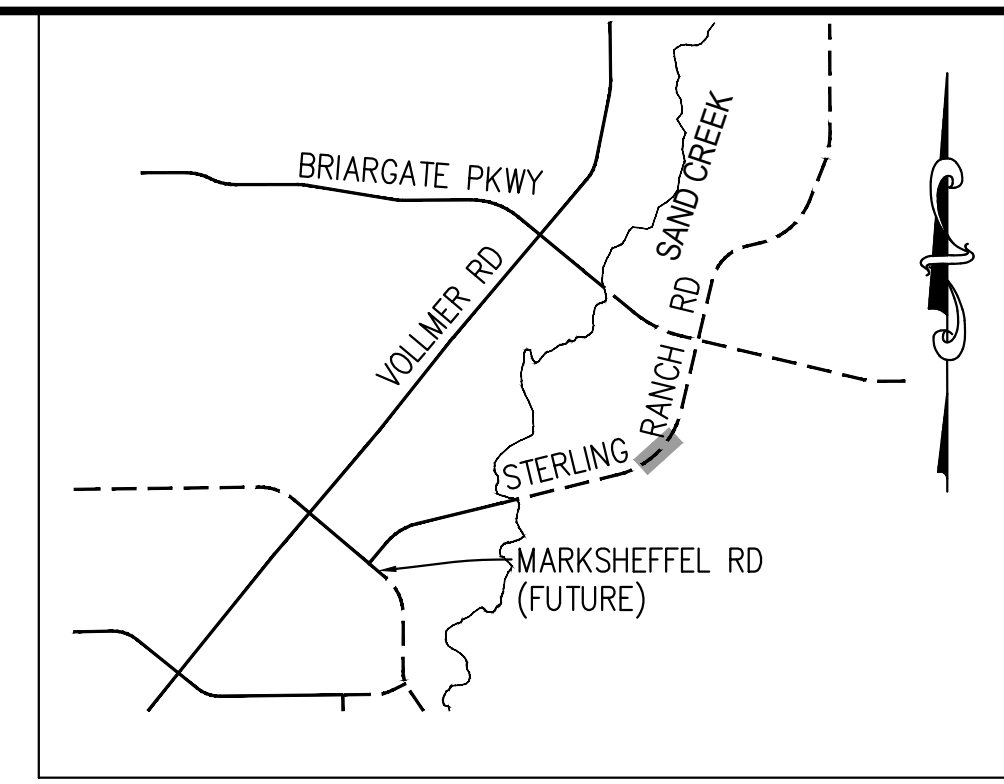 BRIARGATE PKWY
VOLLMER RD
SAND CREEK
STERLING RANCH RD
MARKSHEFFEL RD
(FUTURE)